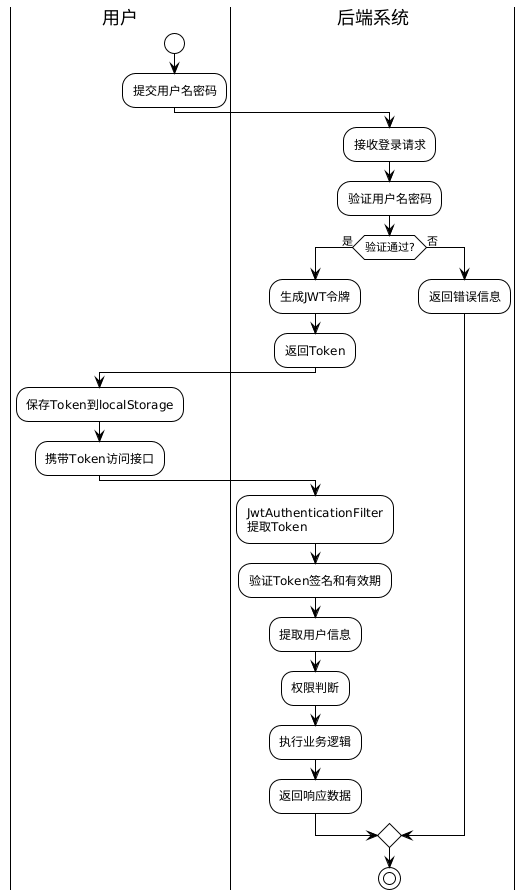 用户
后端系统
提交用户名密码
接收登录请求
验证用户名密码
是
验证通过?
否
生成JWT令牌
返回错误信息
返回Token
保存Token到localStorage
携带Token访问接口
JwtAuthenticationFilter
提取Token
验证Token签名和有效期
提取用户信息
权限判断
执行业务逻辑
返回响应数据